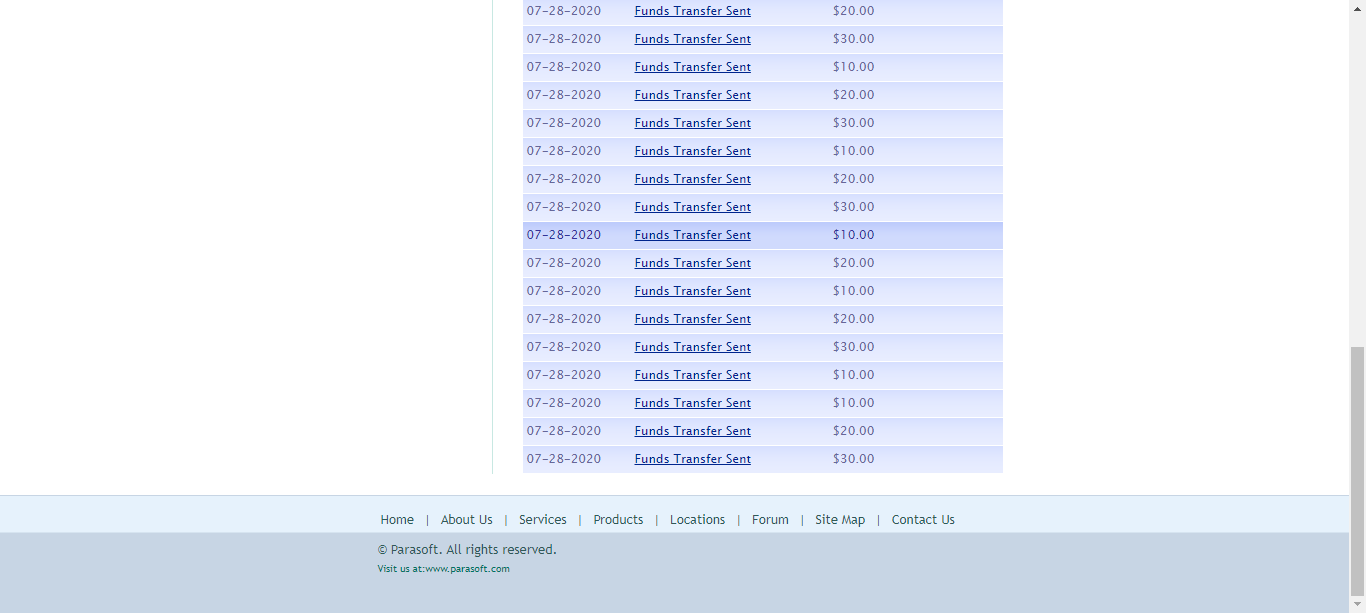 07-28-2020 Funds Transfer Sent $20.00
07-28-2020 Funds Transfer Sent $30.00
07-28-2020 Funds Transfer Sent $10.00
07-28-2020 Funds Transfer Sent $20.00
07-28-2020 Funds Transfer Sent $30.00
07-28-2020 Funds Transfer Sent $10.00
07-28-2020 Funds Transfer Sent $20.00
07-28-2020 Funds Transfer Sent $30.00
07-28-2020 Funds Transfer Sent $10.00
07-28-2020 Funds Transfer Sent $20.00
07-28-2020 Funds Transfer Sent $10.00
07-28-2020 Funds Transfer Sent $20.00
07-28-2020 Funds Transfer Sent $30.00
07-28-2020 Funds Transfer Sent $10.00
07-28-2020 Funds Transfer Sent $10.00
07-28-2020 Funds Transfer Sent $20.00
07-28-2020 Funds Transfer Sent $30.00
Home | About Us | Services | Products | Locations | Forum | Site Map | Contact Us
© Parasoft. All rights reserved.
Visit us at:www.parasoft.com